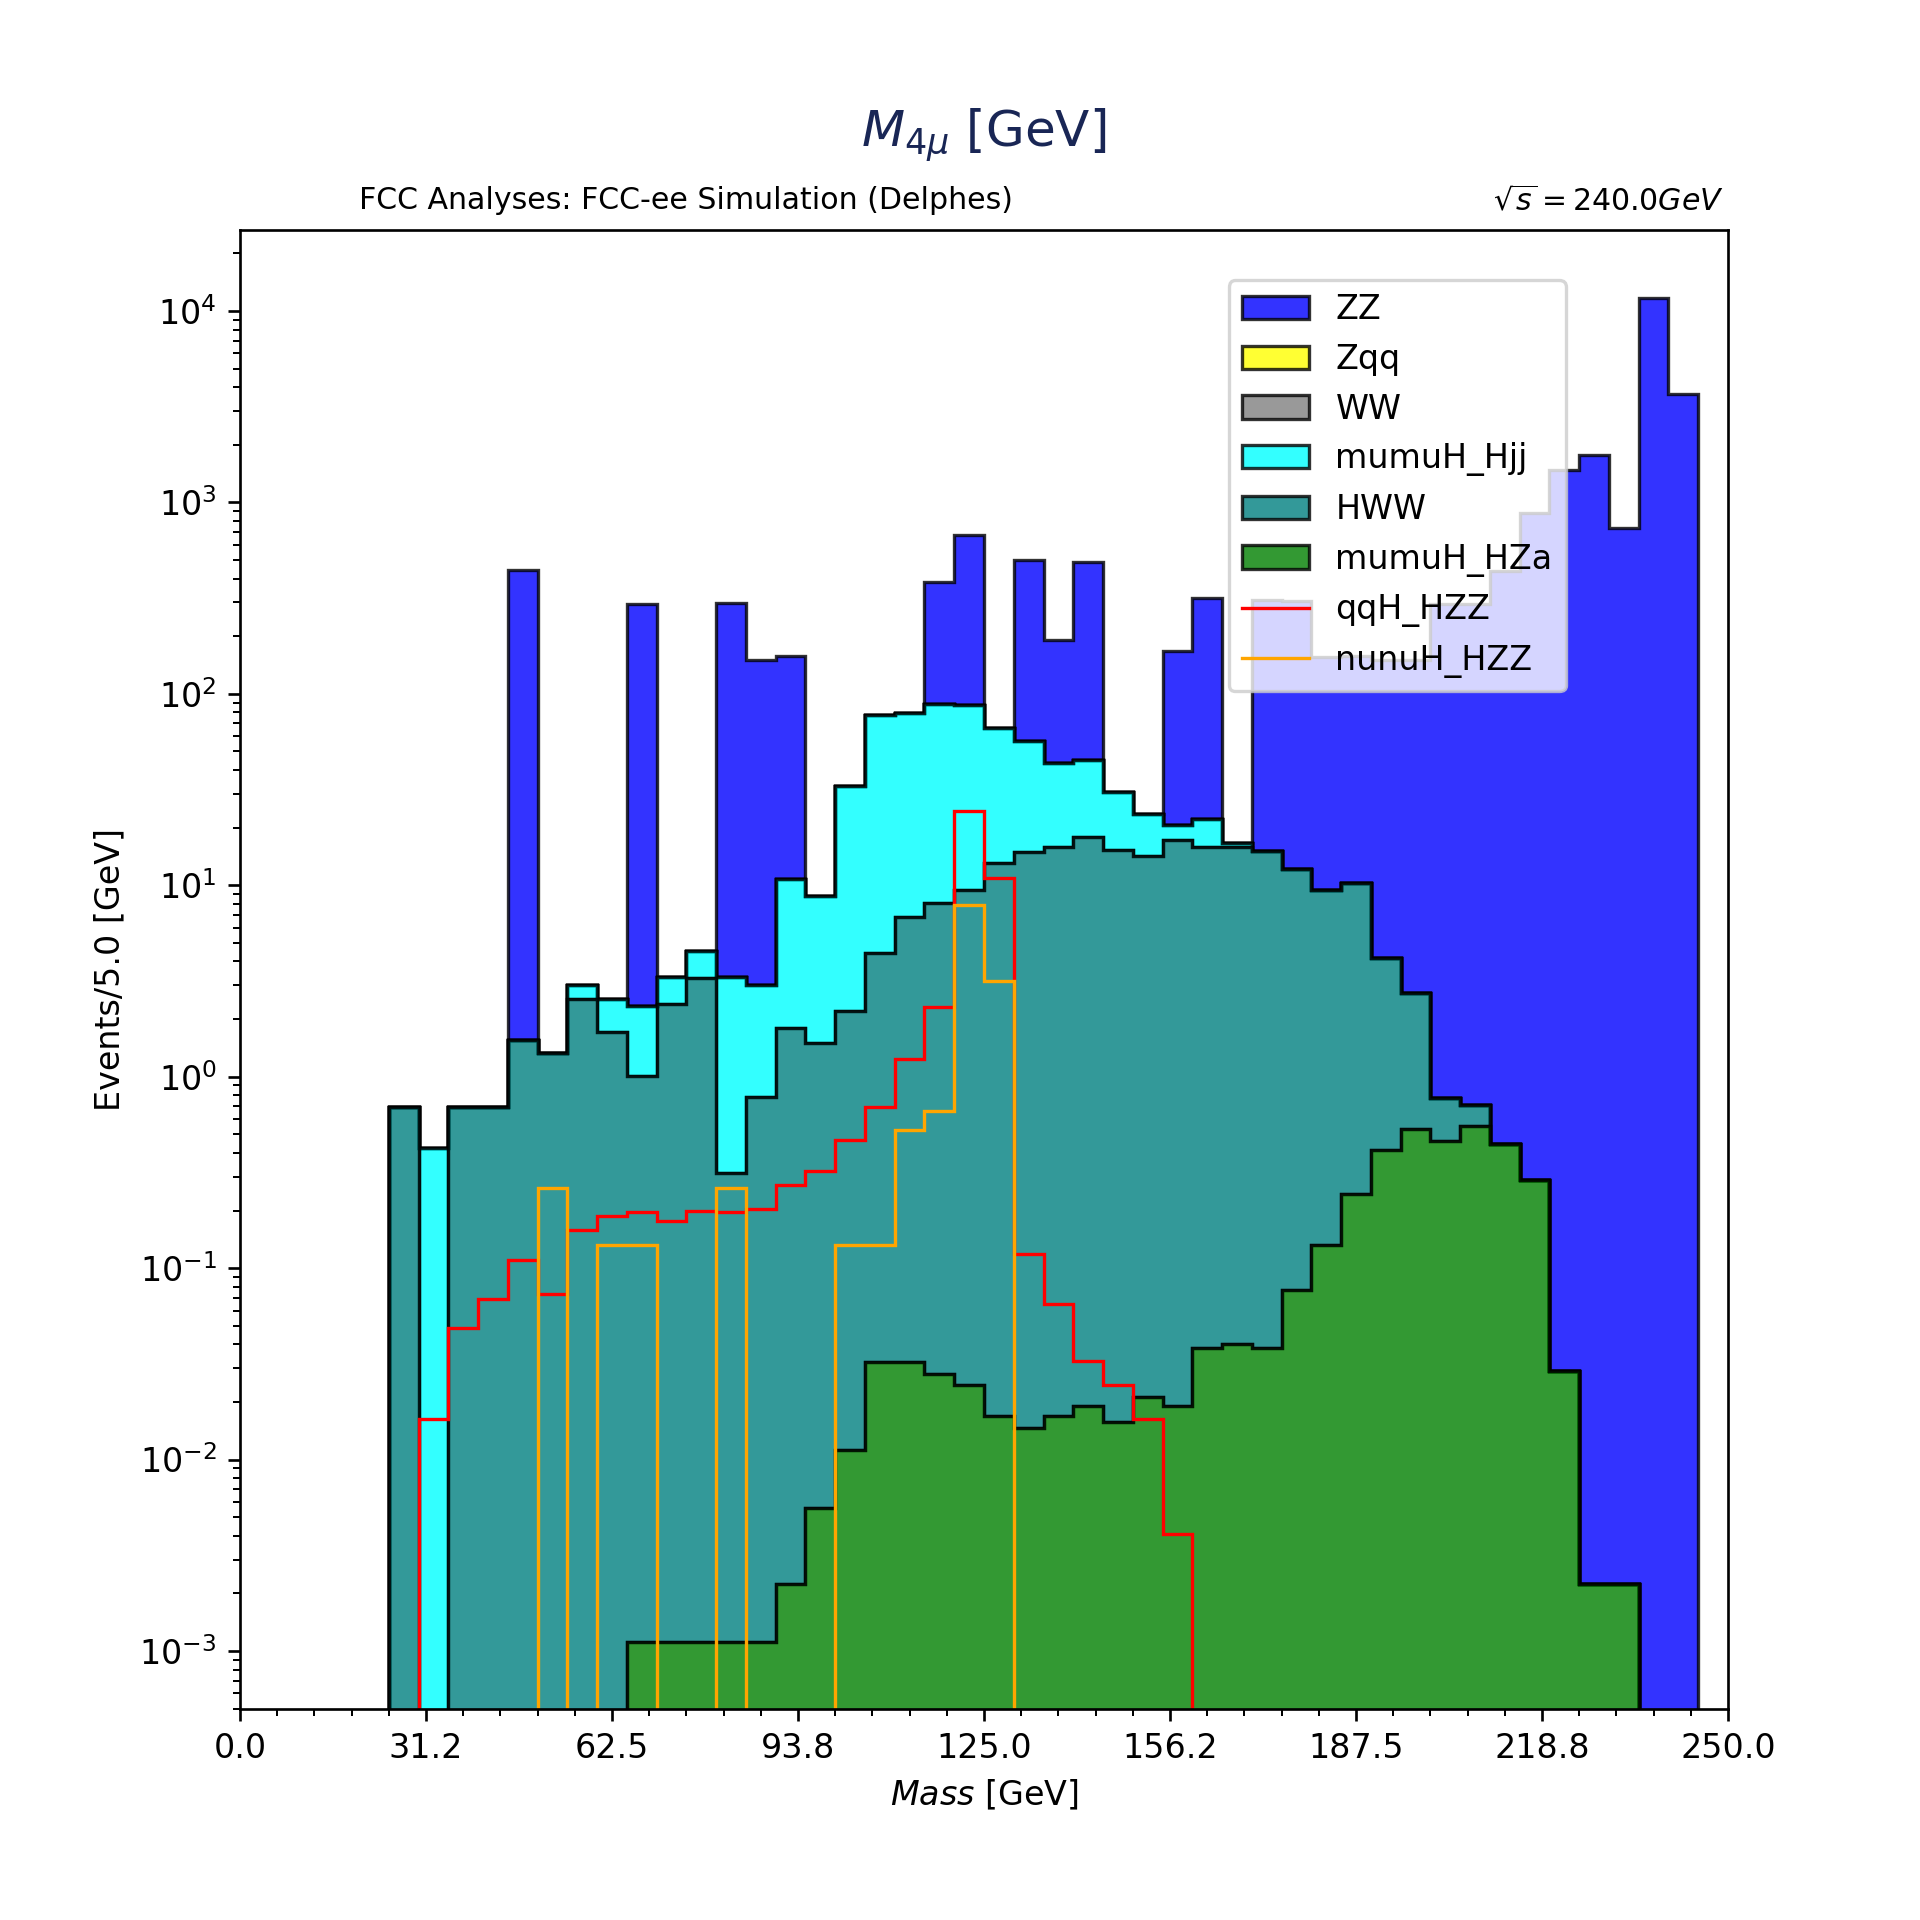 M4μ [GeV]
FCC Analyses: FCC-ee Simulation (Delphes)
√s = 240.0GeV
Events/5.0 [GeV]
10^4
10^3
10^2
10^1
10^0
10^−1
10^−2
10^−3
ZZ
Zqq
WW
mumuH_Hjj
HWW
mumuH_HZa
qqH_HZZ
nunuH_HZZ
0.0 31.2 62.5 93.8 125.0 156.2 187.5 218.8 250.0
Mass [GeV]